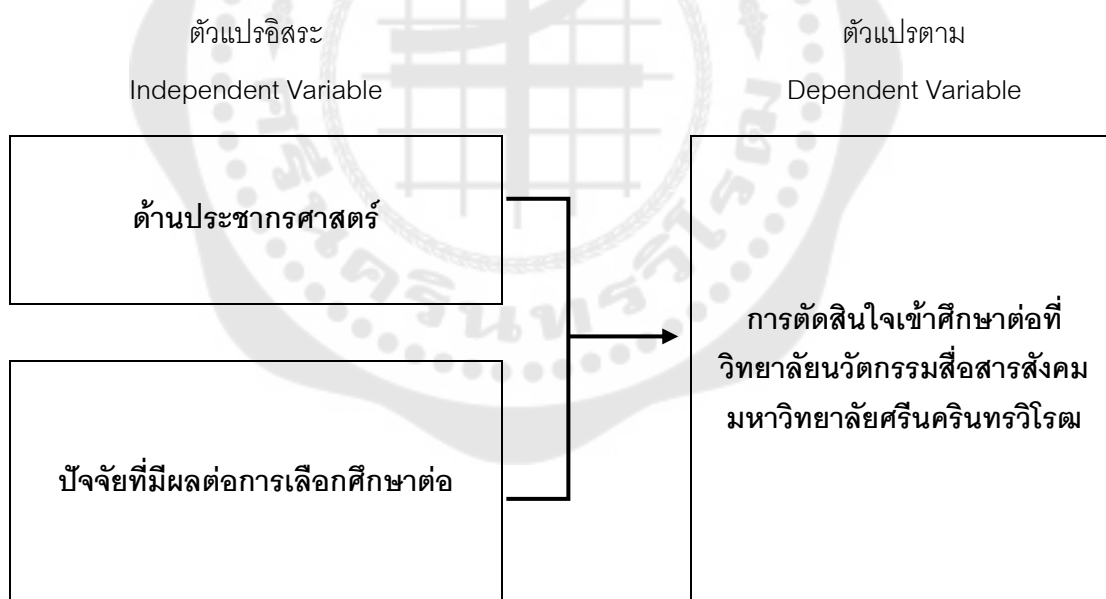 ตัวแปรอิสระ
Independent Variable
ด้านประชากรศาสตร์
ปัจจัยที่มีผลต่อการเลือกศึกษาต่อ
ตัวแปรตาม
Dependent Variable
การตัดสินใจเข้าศึกษาต่อที่
วิทยาลัยนวัตกรรมสื่อสารสังคม
มหาวิทยาลัยศรีนครินทรวิโรฒ